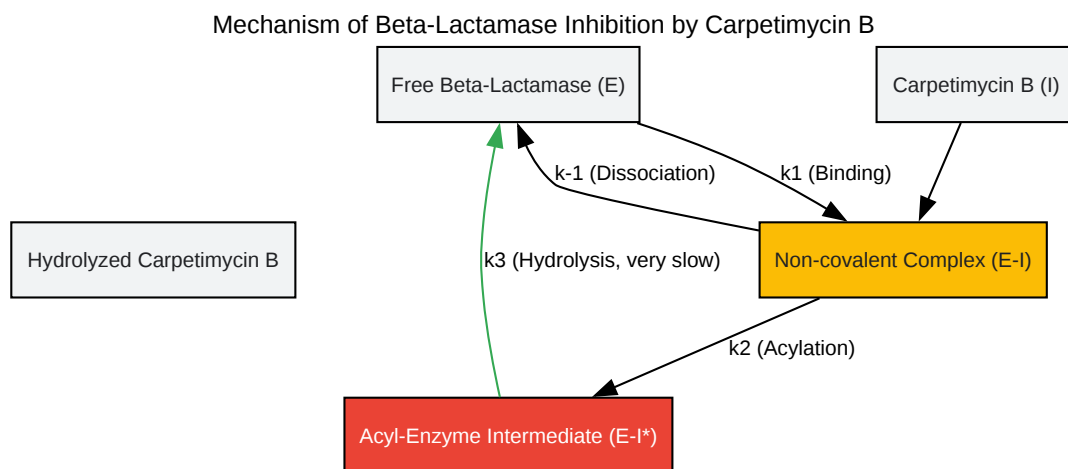 Mechanism of Beta-Lactamase Inhibition by Carpetimycin B
Free Beta-Lactamase (E)
Carpetimycin B (I)
k-1 (Dissociation)
k1 (Binding)
Hydrolyzed Carpetimycin B
k3 (Hydrolysis, very slow)
Non-covalent Complex (E-I)
k2 (Acylation)
Acyl-Enzyme Intermediate (E-I*)